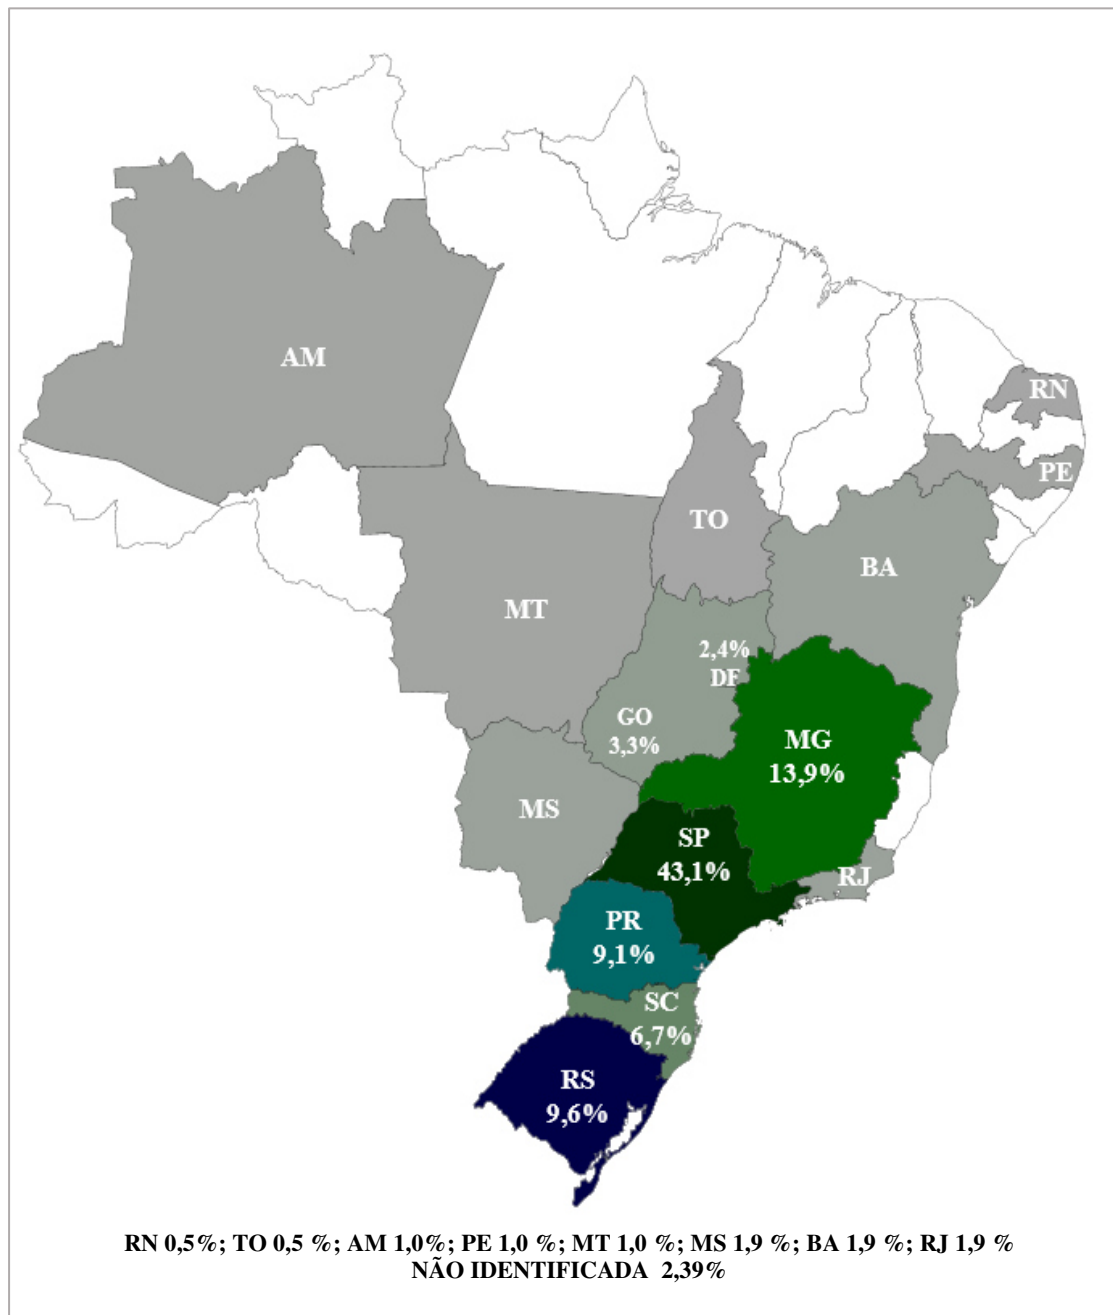 AM
RN
PE
TO
BA
MT
2,4%
DF
GO
3,3%
MG
13,9%
MS
SP
43,1%
RJ
PR
9,1%
SC
6,7%
RS
9,6%
RN 0,5%; TO 0,5 %; AM 1,0%; PE 1,0 %; MT 1,0 %; MS 1,9 %; BA 1,9 %; RJ 1,9 %
NÃO IDENTIFICADA 2,39%